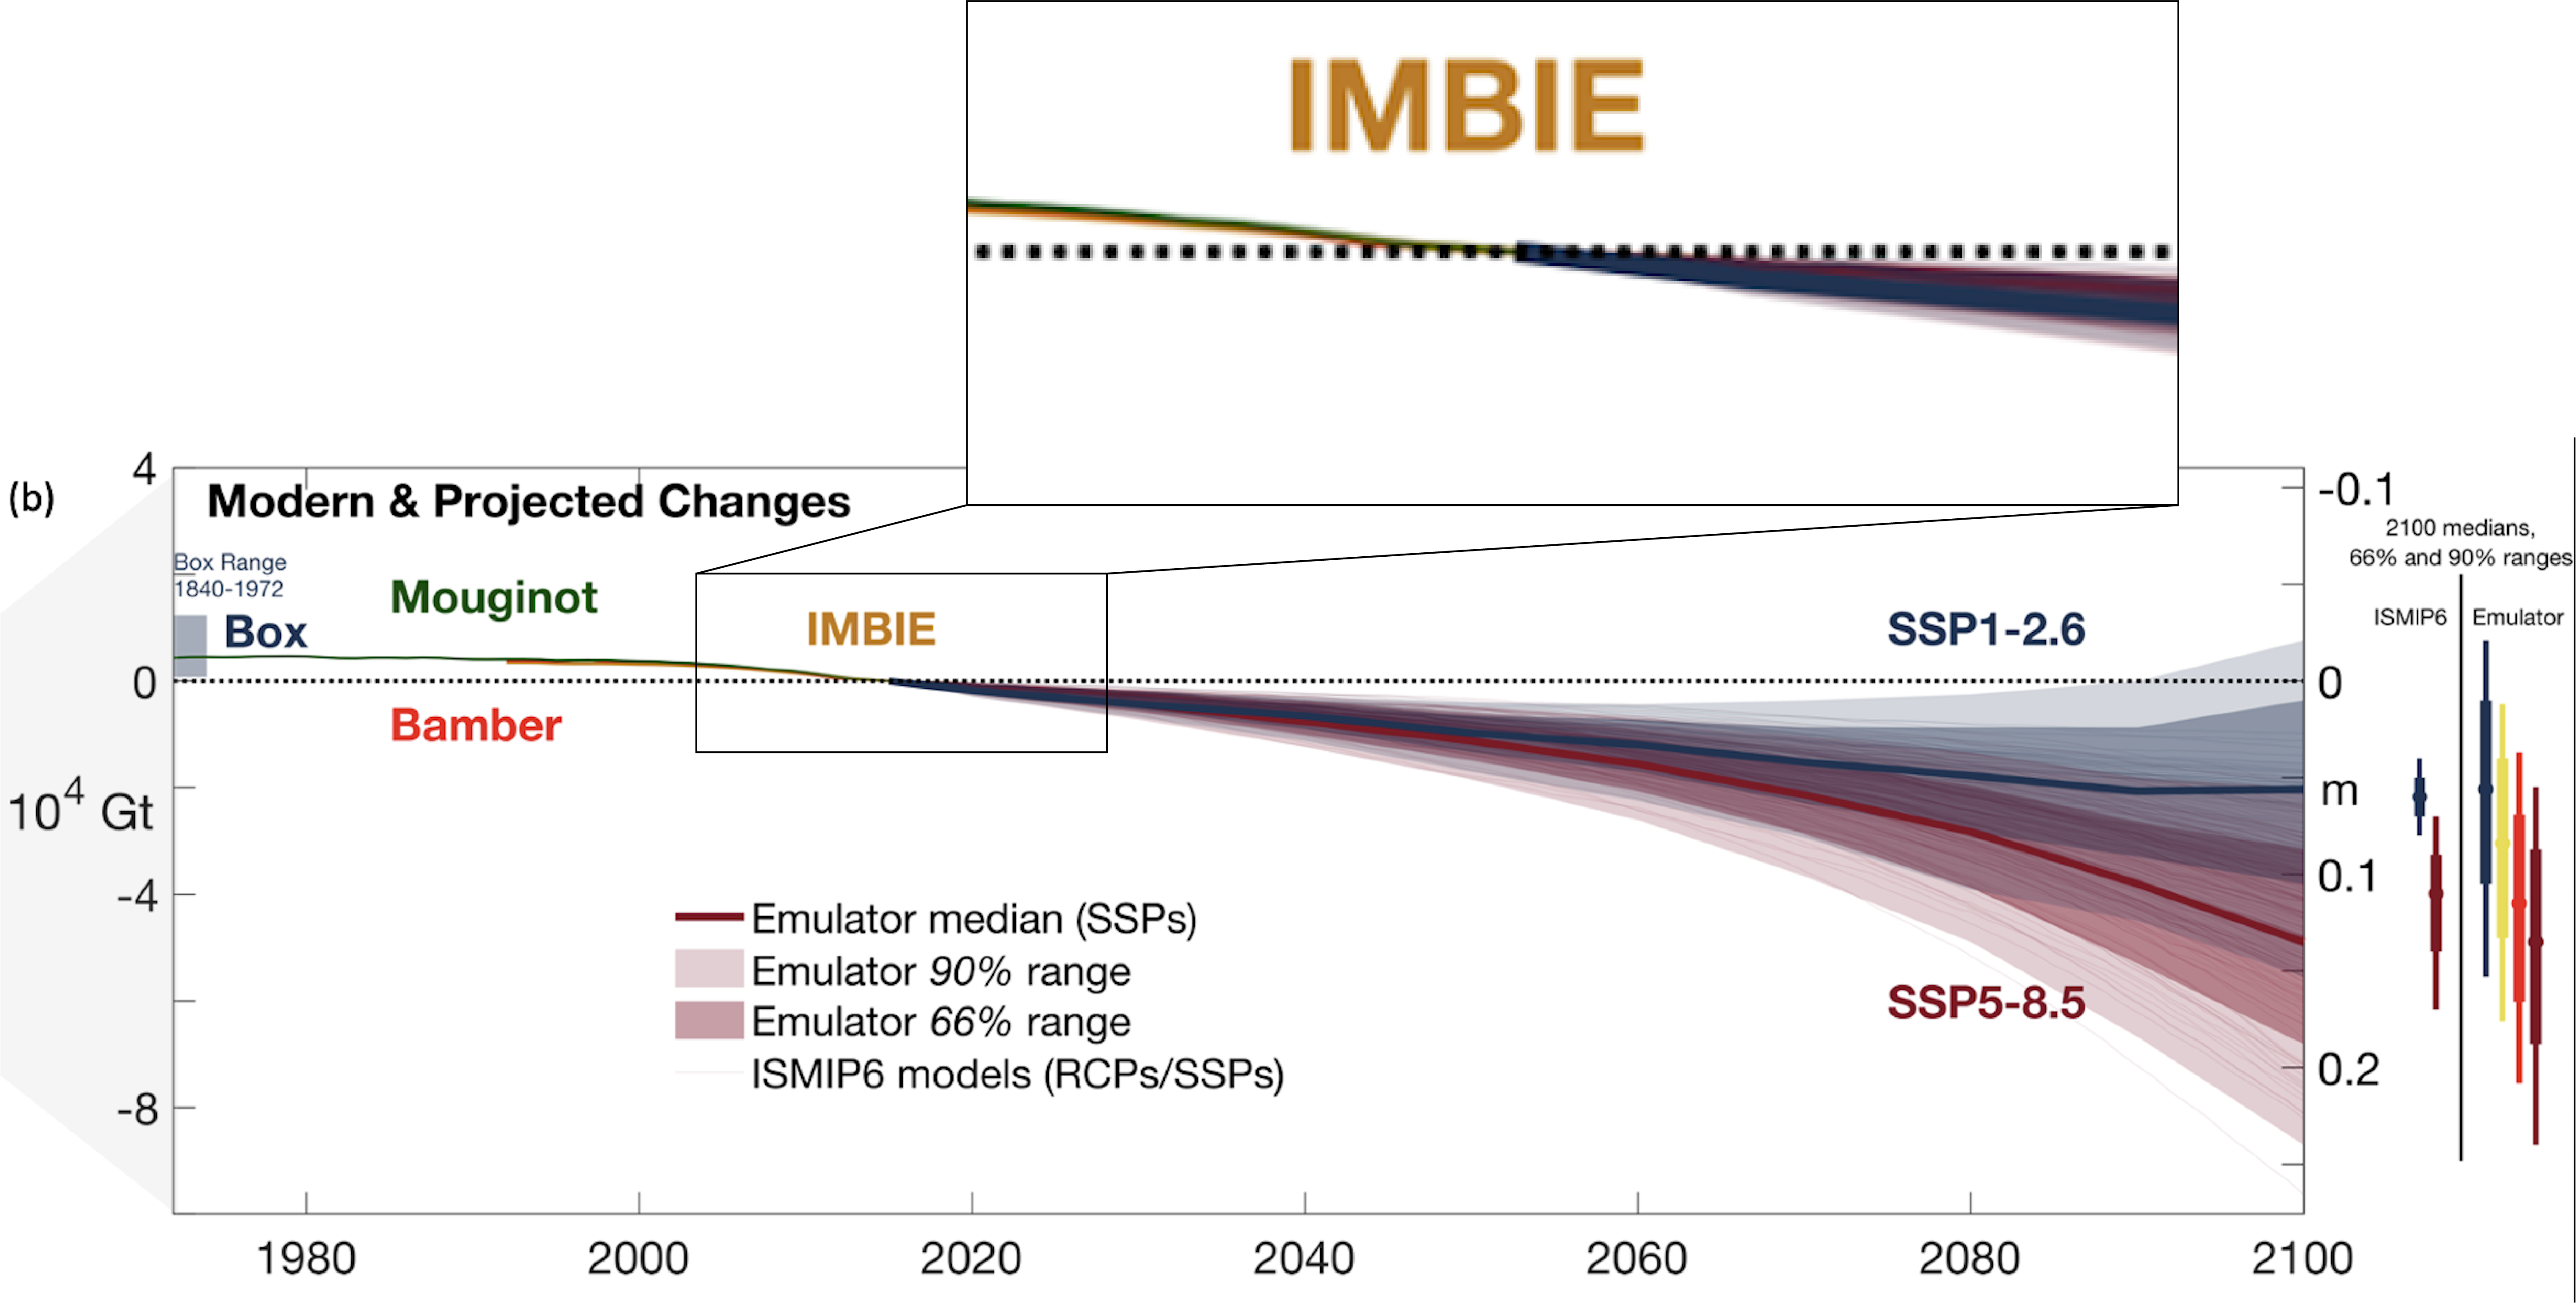 IMBIE
4
-0.1
(b)
Modern & Projected Changes
2100 medians,
66% and 90% ranges
Box Range
1840-1972
Mouginot
ISMIP6
Emulator
Box
IMBIE
SSP1-2.6
0
0
Bamber
10⁴ Gt
m
-4
0.1
Emulator median (SSPs)
Emulator 90% range
SSP5-8.5
Emulator 66% range
ISMIP6 models (RCPs/SSPs)
0.2
-8
1980
2000
2020
2040
2060
2080
2100